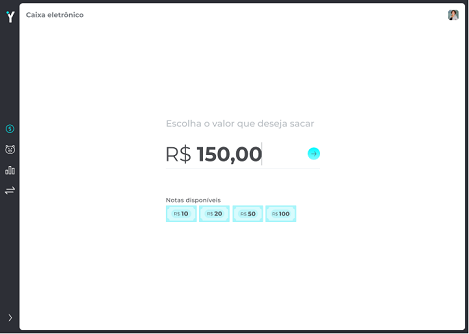 Caixa eletrônico
Escolha o valor que deseja sacar
R$ 150,00
Notas disponíveis
R$ 10
R$ 20
R$ 50
R$ 100